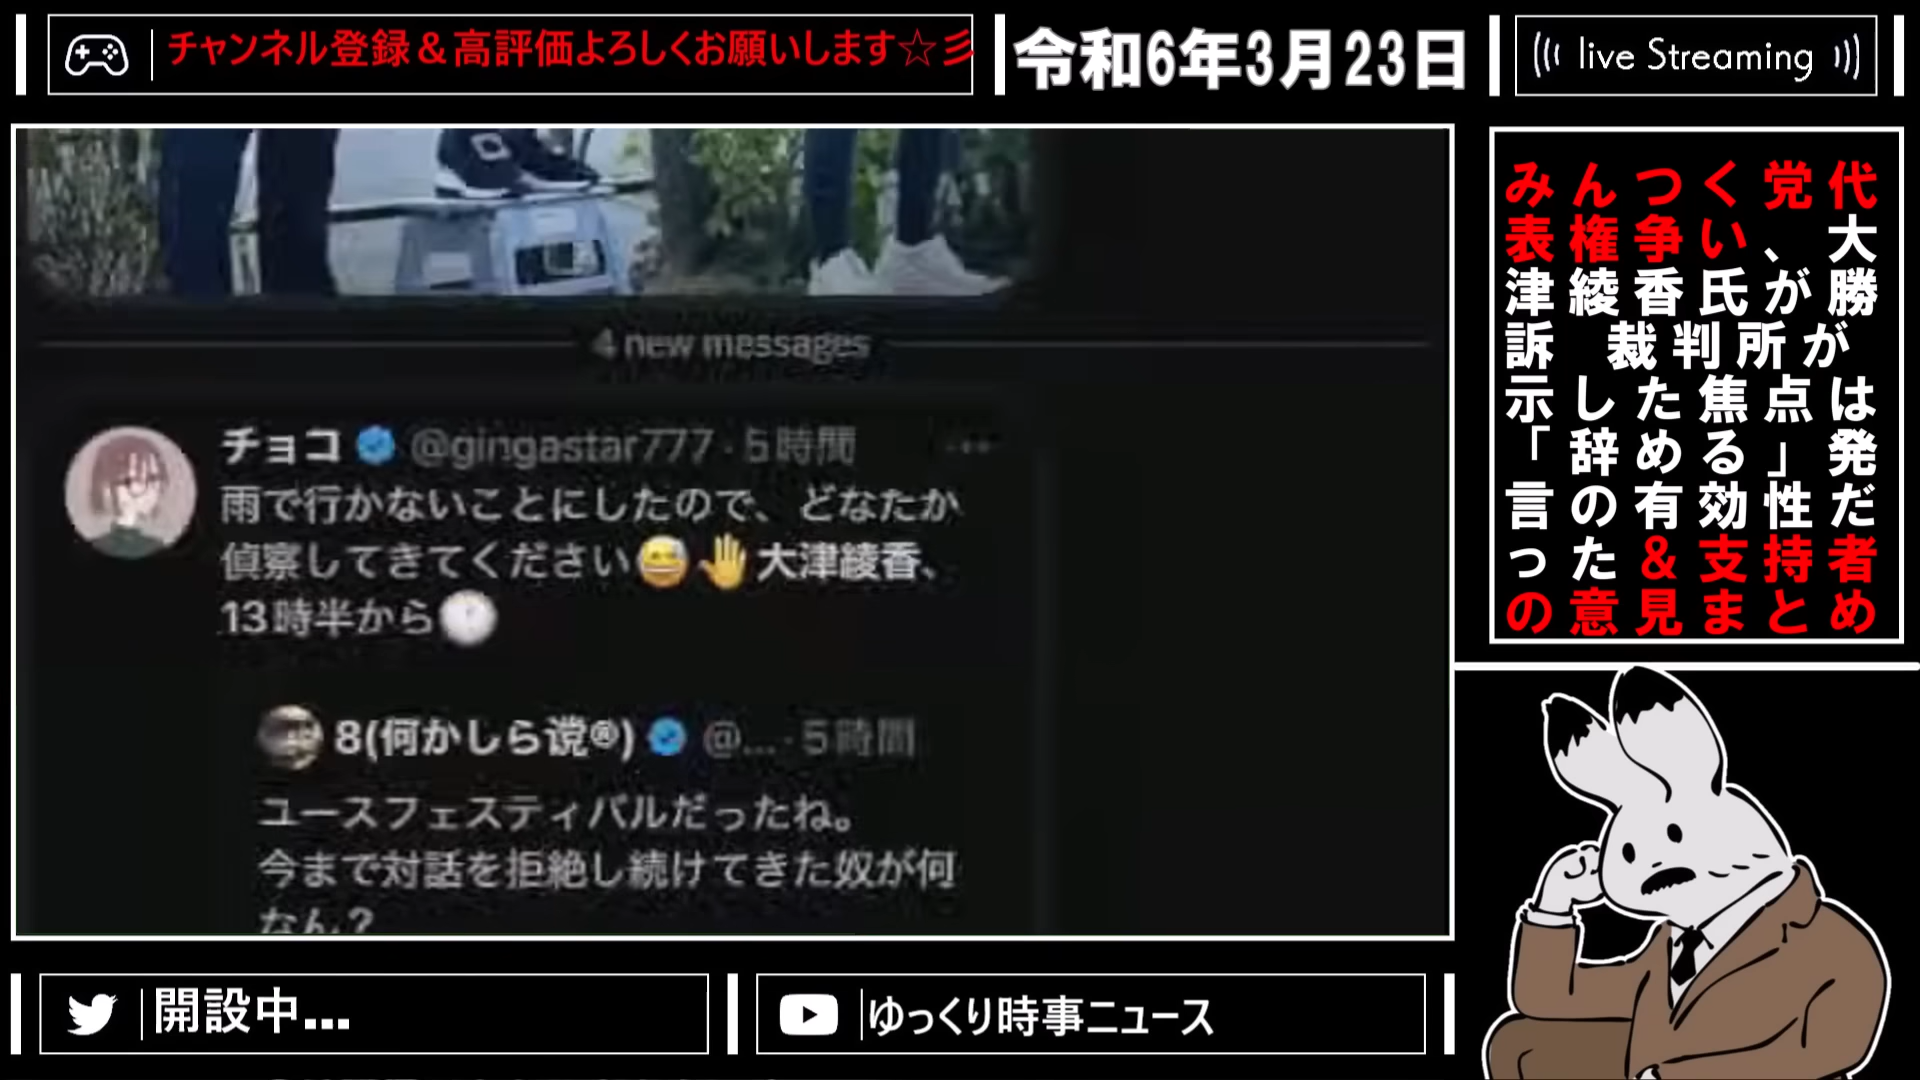 チャンネル登録&高評価よろしくお願いします☆彡
令和6年3月23日
live Streaming
4 new messages
チョコ @gingastar777・5時間
雨で行かないことにしたので、どなたか
偵察してきてください😅🤚大津綾香、
13時半から🕐
8(何かしら谠®) @...・5時間
ユースフェスティバルだったね。
今まで対話を拒絶し続けてきた奴が何
なん？
みんつく党代
表権争い、大
津綾香氏が勝
訴 裁判所が
示した焦点は
「辞める」発
言の有効性だ
った&支持者
の意見まとめ
開設中...
ゆっくり時事ニュース